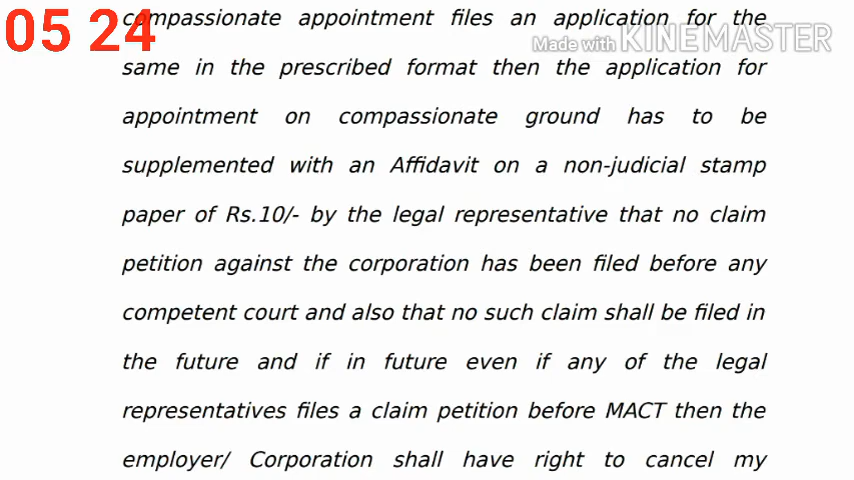 05 24
compassionate appointment files an application for the
Made with KINEMASTER
same in the prescribed format then the application for
appointment on compassionate ground has to be
supplemented with an Affidavit on a non-judicial stamp
paper of Rs.10/- by the legal representative that no claim
petition against the corporation has been filed before any
competent court and also that no such claim shall be filed in
the future and if in future even if any of the legal
representatives files a claim petition before MACT then the
employer/ Corporation shall have right to cancel my